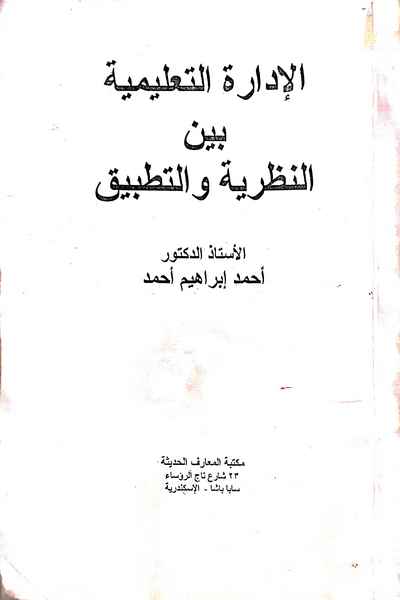 الإدارة التعليمية
بين
النظرية والتطبيق
الأستاذ الدكتور
أحمد إبراهيم أحمد
مكتبة المعارف الحديثة
٢٣ شارع تاج الرؤساء
سابا باشا - الإسكندرية